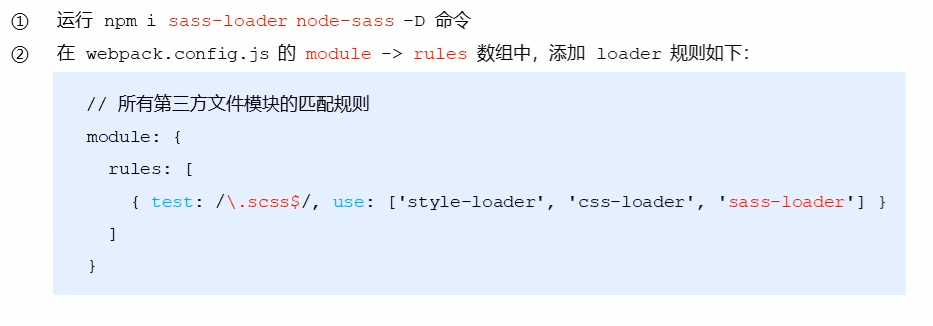 ① 运行 npm i sass-loader node-sass -D 命令
② 在 webpack.config.js 的 module -> rules 数组中，添加 loader 规则如下：
// 所有第三方文件模块的匹配规则
module: {
  rules: [
    { test: /\.scss$/, use: ['style-loader', 'css-loader', 'sass-loader'] }
  ]
}